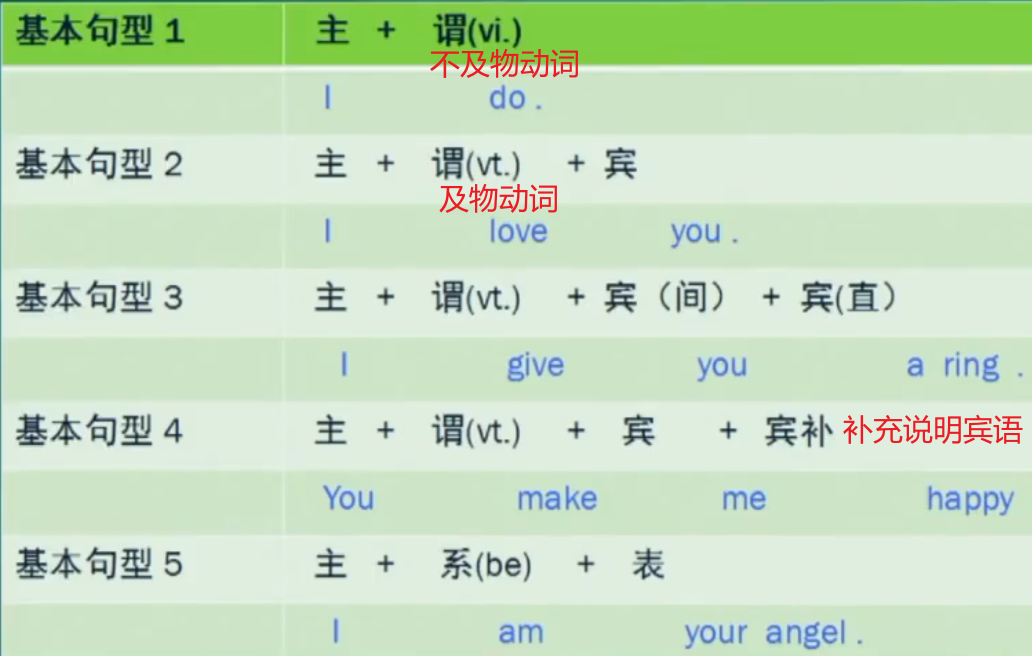 基本句型 1 主 + 谓(vi.)
不及物动词
I do .
基本句型 2 主 + 谓(vt.) + 宾
及物动词
I love you .
基本句型 3 主 + 谓(vt.) + 宾（间） + 宾(直）
I give you a ring .
基本句型 4 主 + 谓(vt.) + 宾 + 宾补 补充说明宾语
You make me happy
基本句型 5 主 + 系(be) + 表
I am your angel .